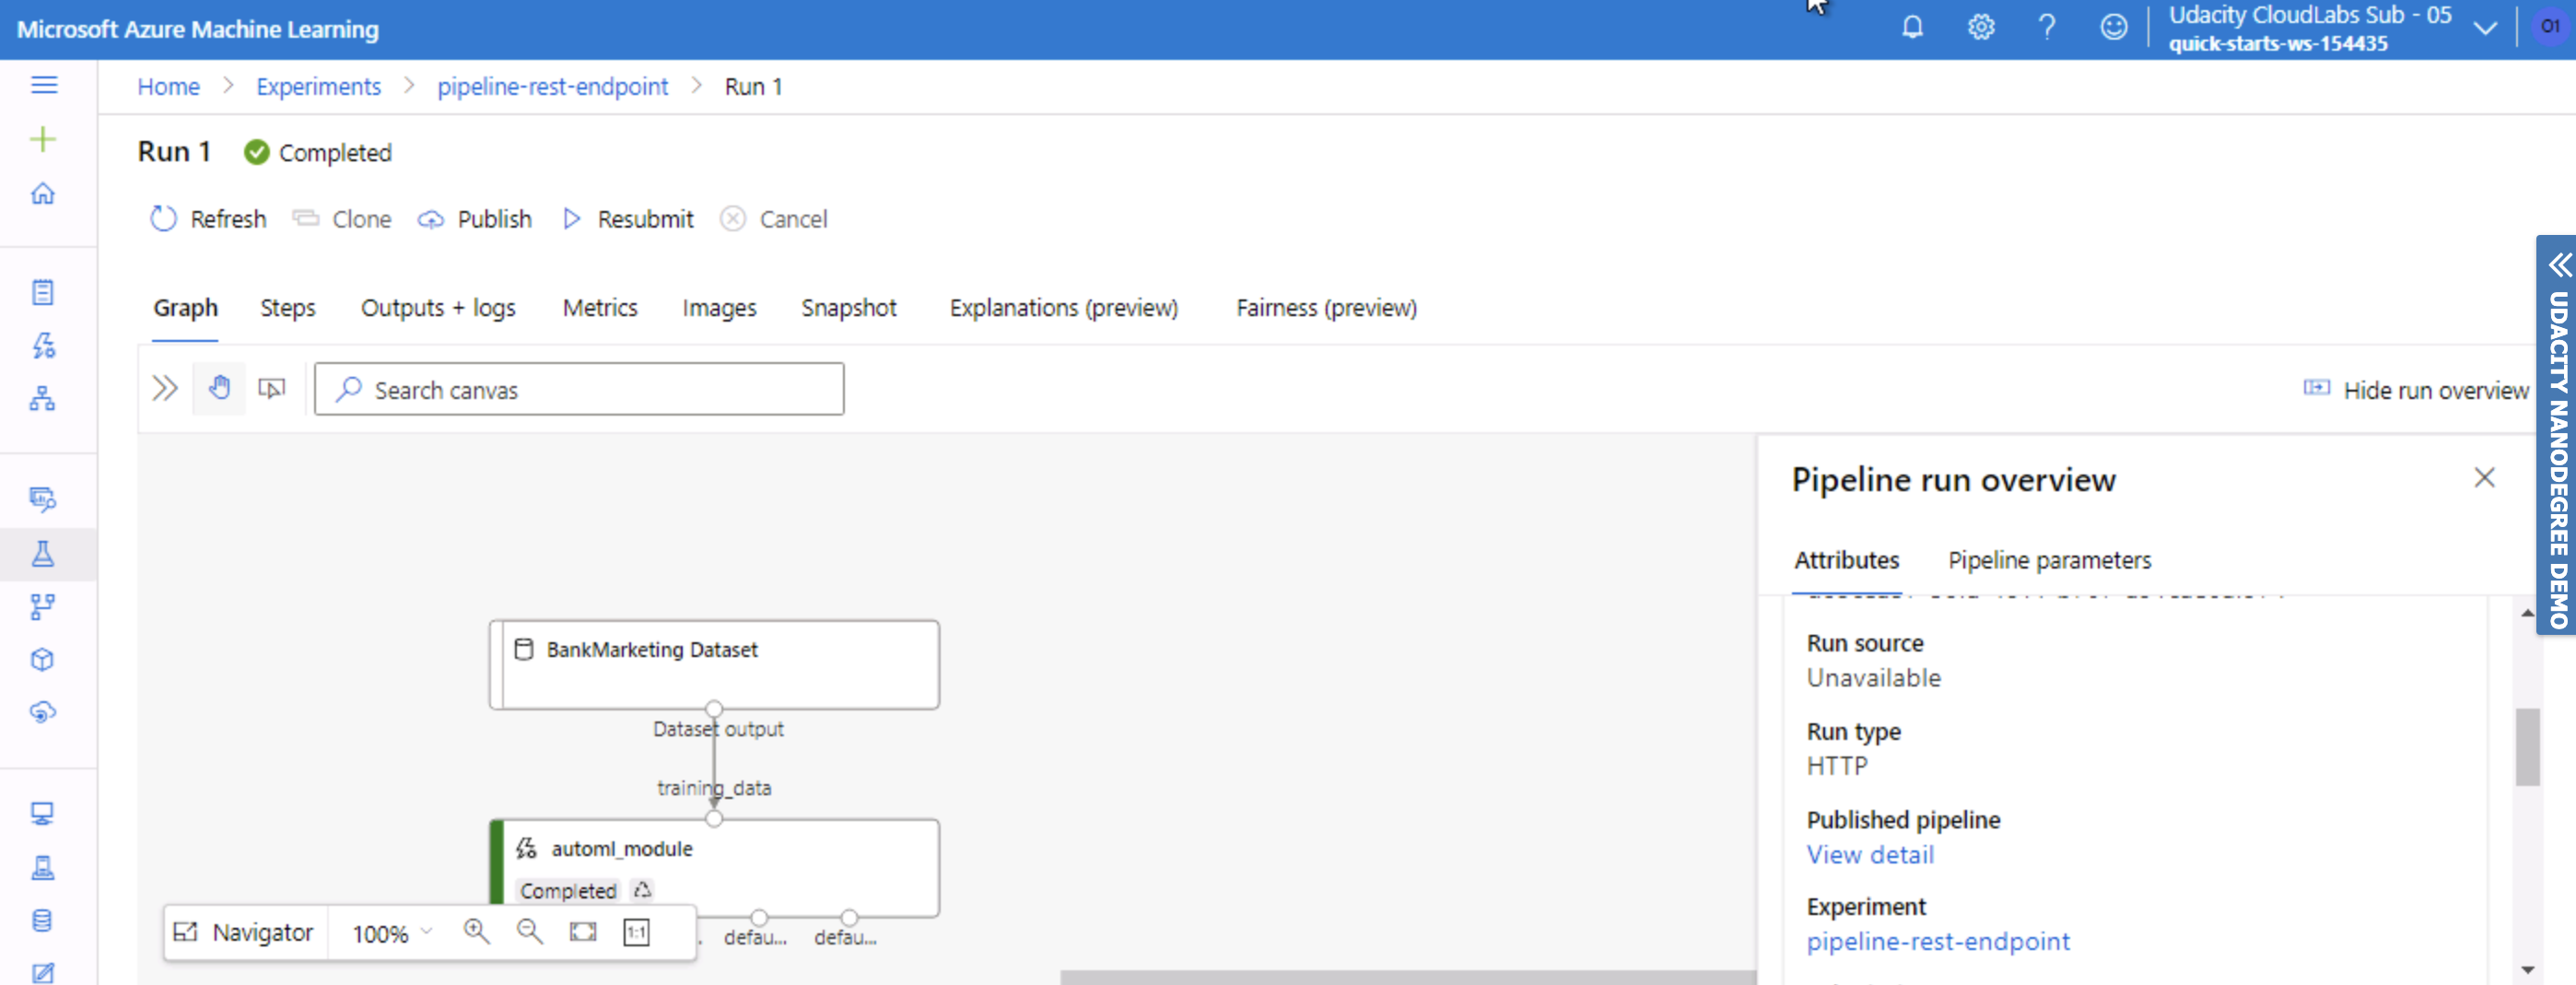 Microsoft Azure Machine Learning
Udacity CloudLabs Sub - 05
quick-starts-ws-154435
O1
Home > Experiments > pipeline-rest-endpoint > Run 1
Run 1 Completed
Refresh Clone Publish Resubmit Cancel
Graph Steps Outputs + logs Metrics Images Snapshot Explanations (preview) Fairness (preview)
Search canvas
Hide run overview
UDACITY NANODEGREE DEMO
BankMarketing Dataset
Dataset output
training_data
automl_module
Completed
defau... defau...
Navigator 100% 1:1
Pipeline run overview
Attributes Pipeline parameters
Run source
Unavailable
Run type
HTTP
Published pipeline
View detail
Experiment
pipeline-rest-endpoint